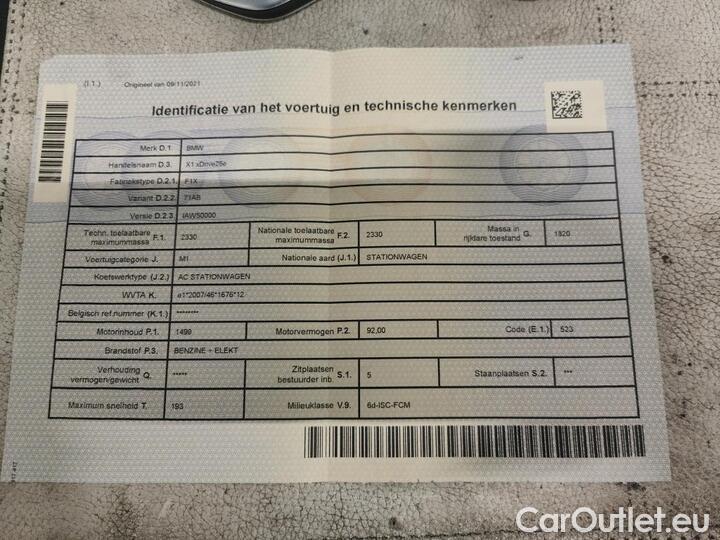 (I.1.) Origineel van 09/11/2021
Identificatie van het voertuig en technische kenmerken
Merk D.1. BMW
Handelsnaam D.3. X1 xDrive25e
Fabriekstype D.2.1. F1X
Variant D.2.2. 71AB
Versie D.2.3. IAWS0000
Techn. toelaatbare maximummassa F.1. 2330 Nationale toelaatbare maximummassa F.2. 2330 Massa in rijklare toestand G. 1820
Voertuigcategorie J. M1 Nationale aard (J.1.) STATIONWAGEN
Koetswerktype (J.2.) AC STATIONWAGEN
WVTA K. e1*2007/46*1676*12
Belgisch ref.nummer (K.1.) ********
Motorinhoud P.1. 1499 Motorvermogen P.2. 92,00 Code (E.1.) 523
Brandstof P.3. BENZINE + ELEKT
Verhouding vermogen/gewicht Q. ***** Zitplaatsen bestuurder inb. S.1. 5 Staanplaatsen S.2. ***
Maximum snelheid T. 193 Milieuklasse V.9. 6d-ISC-FCM
CarOutlet.eu